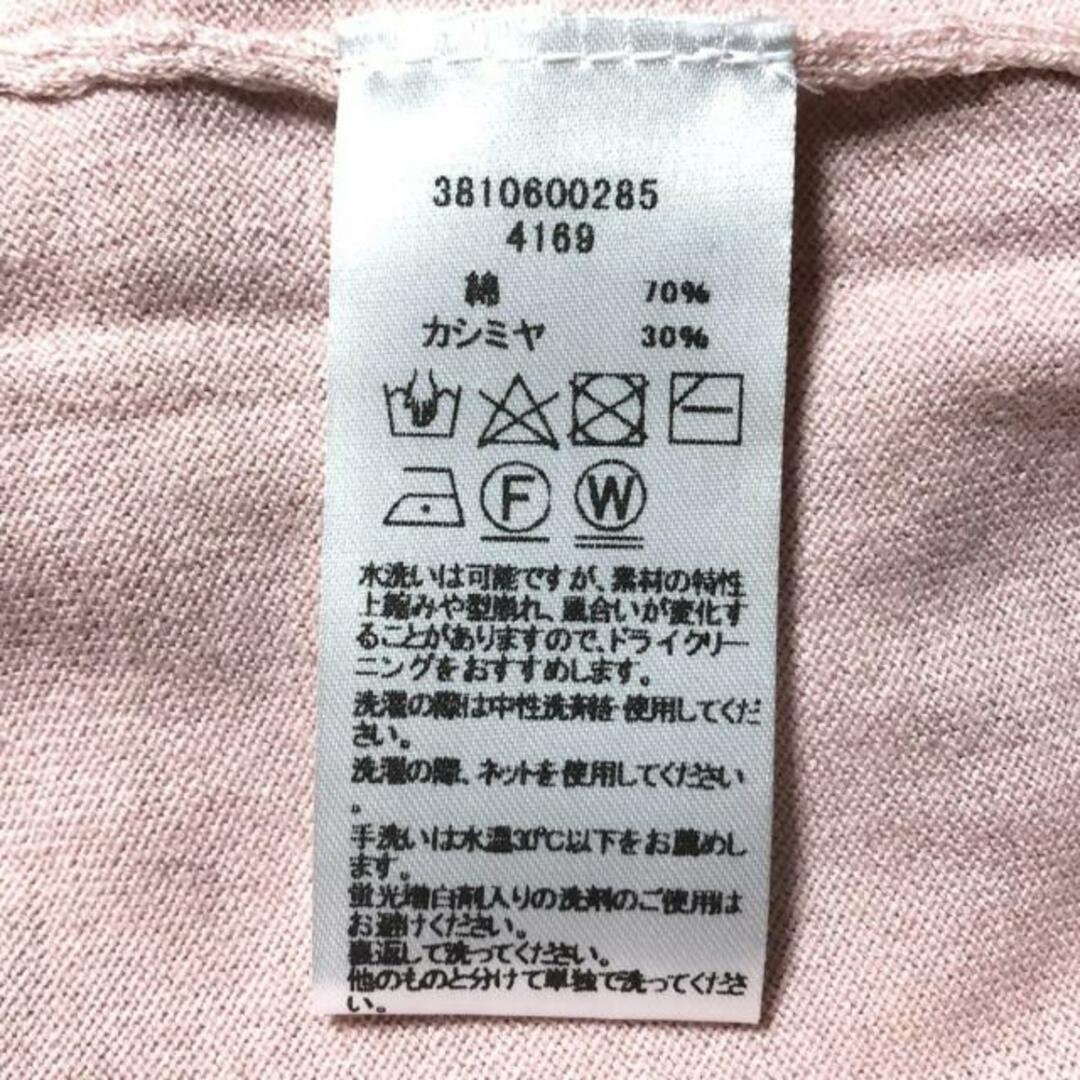 3810600285
4169
綿 70%
カシミヤ 30%
F W
水洗いは可能ですが、素材の特性
上縮みや型崩れ、風合いが変化す
ることがありますので、ドライクリー
ニングをおすすめします。
洗濯の際は中性洗剤を使用してくだ
さい。
洗濯の際、ネットを使用してください
。
手洗いは水温30℃以下をお薦めし
ます。
蛍光増白剤入りの洗剤のご使用は
お避けください。
裏返して洗ってください。
他のものと分けて単独で洗ってくださ
い。